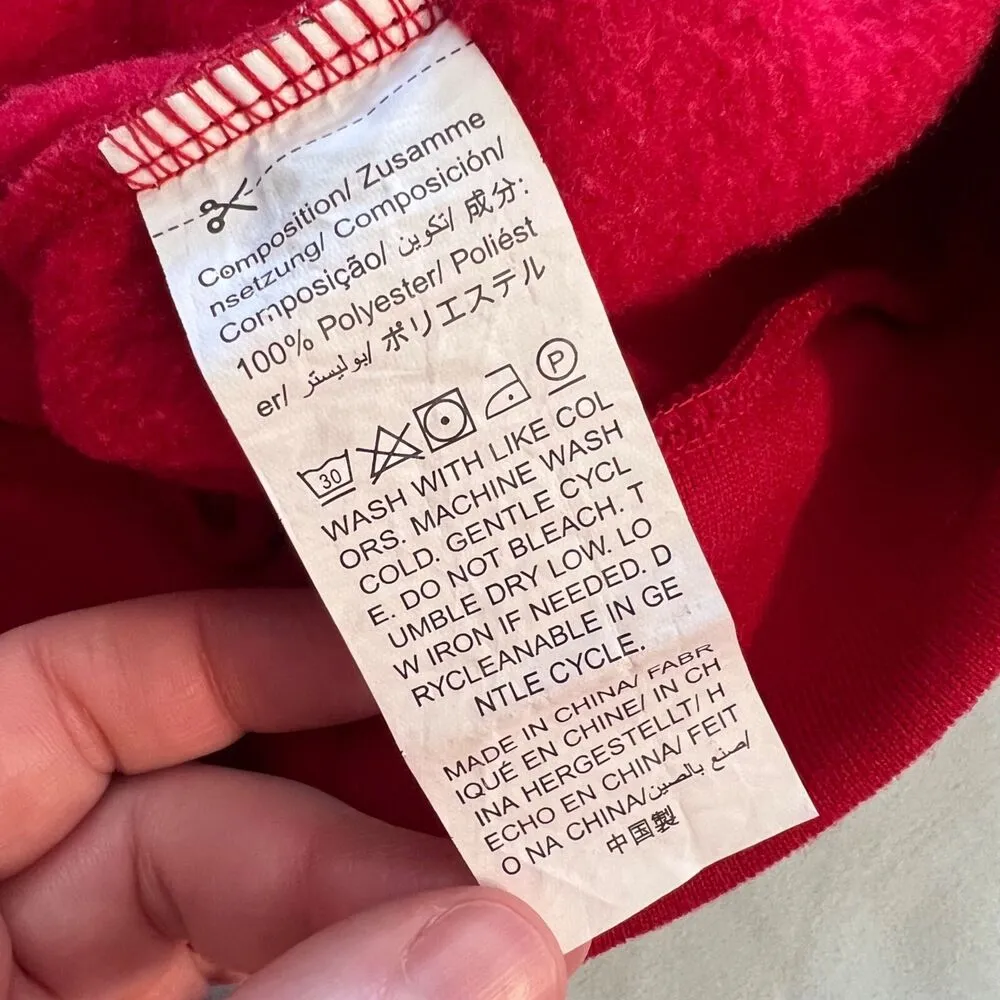 Composition/ Zusamme
nsetzung/ Composición/
Composição/ تكوين/ 成分:
100% Polyester/ Poliést
er/ بوليستر/ ポリエステル
30 P
WASH WITH LIKE COL
ORS. MACHINE WASH
COLD. GENTLE CYCL
E. DO NOT BLEACH. T
UMBLE DRY LOW. LO
W IRON IF NEEDED. D
RYCLEANABLE IN GE
NTLE CYCLE.
MADE IN CHINA/ FABR
IQUÉ EN CHINE/ IN CH
INA HERGESTELLT/ H
ECHO EN CHINA/ FEIT
O NA CHINA/صنع بالصين/
中国製